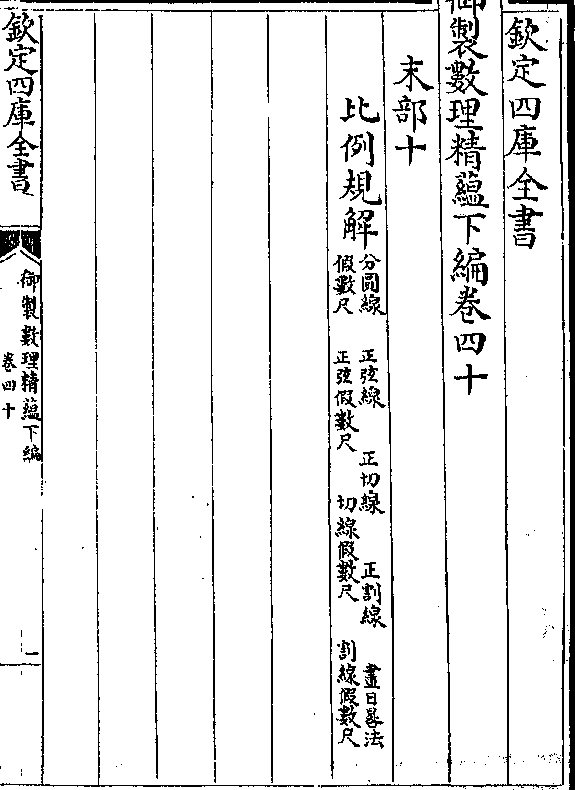 欽定四庫全書
御製數理精蘊下編卷四十
末部十
比例規解
分圓線 正弦線 正切線 正割線 畫日晷法
假數尺 正弦假數尺 切線假數尺 割線假數尺
欽定四庫全書
御製數理精蘊下編
卷四十
一